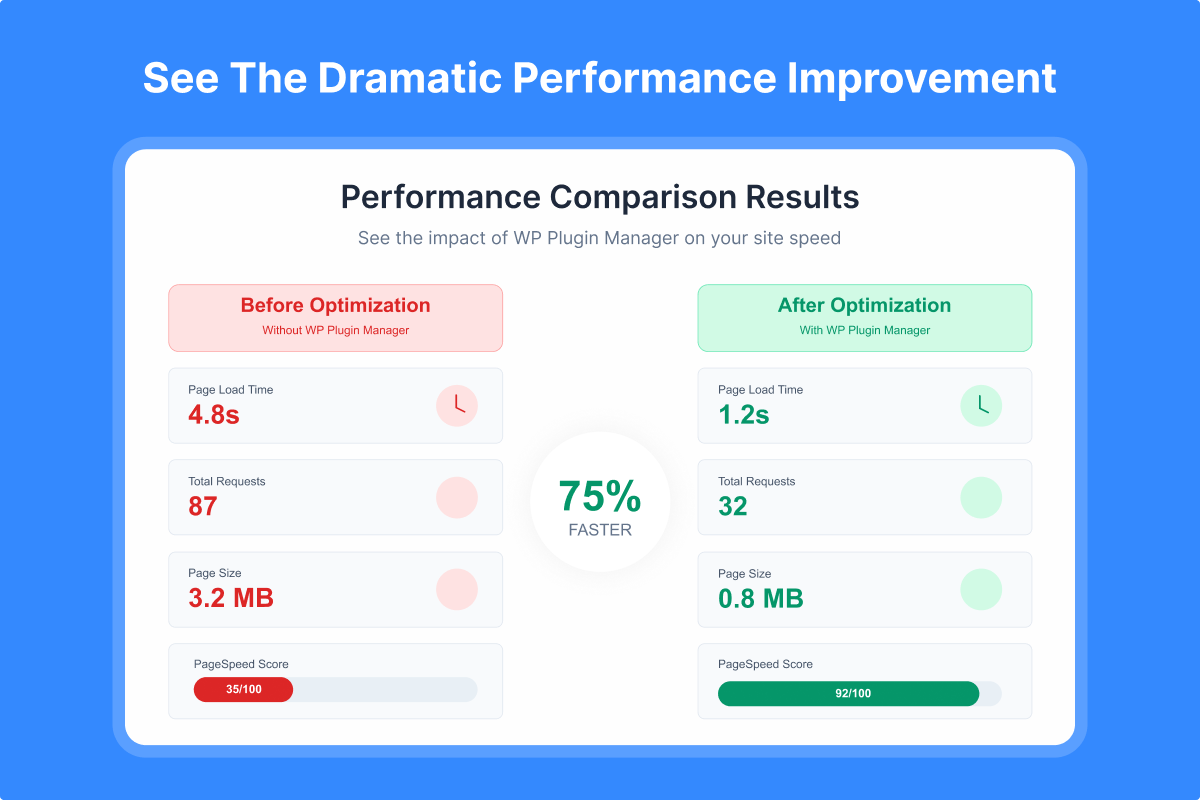 See The Dramatic Performance Improvement
Performance Comparison Results
See the impact of WP Plugin Manager on your site speed
Before Optimization
Without WP Plugin Manager
Page Load Time
4.8s
Total Requests
87
Page Size
3.2 MB
PageSpeed Score
35/100
75%
FASTER
After Optimization
With WP Plugin Manager
Page Load Time
1.2s
Total Requests
32
Page Size
0.8 MB
PageSpeed Score
92/100